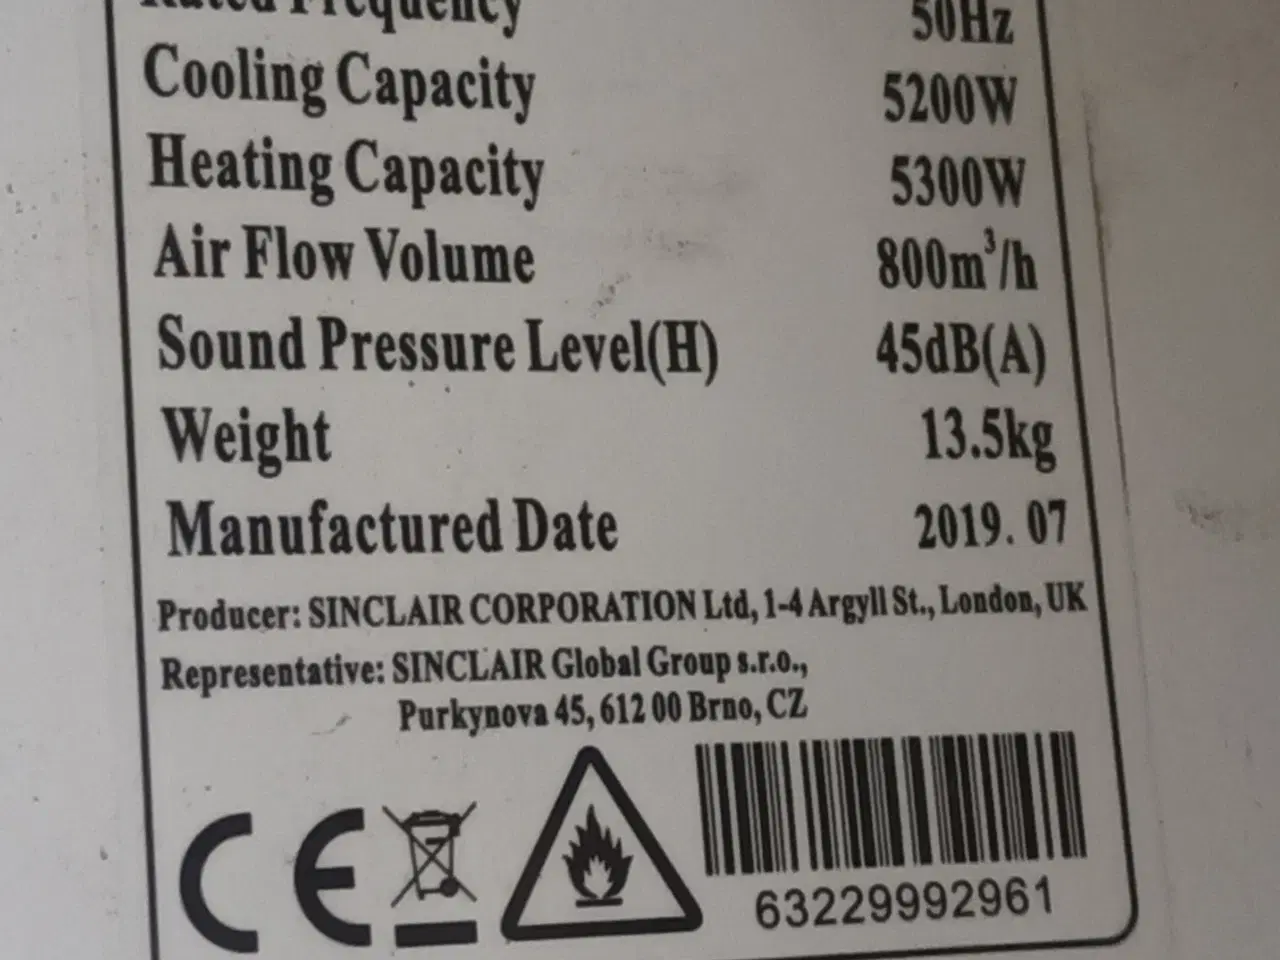 Rated Frequency 50Hz
Cooling Capacity 5200W
Heating Capacity 5300W
Air Flow Volume 800m³/h
Sound Pressure Level(H) 45dB(A)
Weight 13.5kg
Manufactured Date 2019. 07
Producer: SINCLAIR CORPORATION Ltd, 1-4 Argyll St., London, UK
Representative: SINCLAIR Global Group s.r.o.,
Purkynova 45, 612 00 Brno, CZ
CE
63229992961